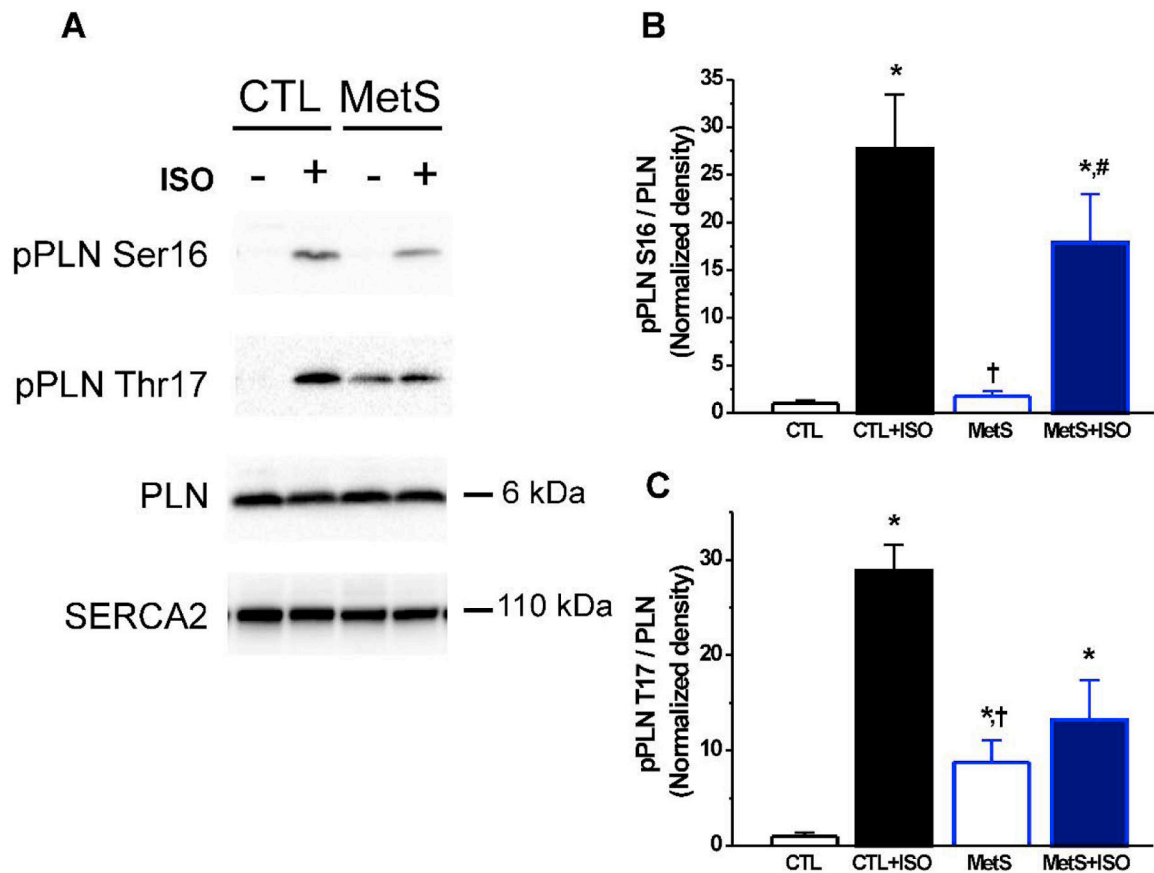 A
CTL MetS
ISO - + - +
pPLN Ser16
pPLN Thr17
PLN
6 kDa
SERCA2
110 kDa
B
pPLN S16 / PLN
(Normalized density)
35
30
25
20
15
10
5
0
*
†
*,#
CTL CTL+ISO MetS MetS+ISO
C
pPLN T17 / PLN
(Normalized density)
30
20
10
0
*
*,†
*
CTL CTL+ISO MetS MetS+ISO